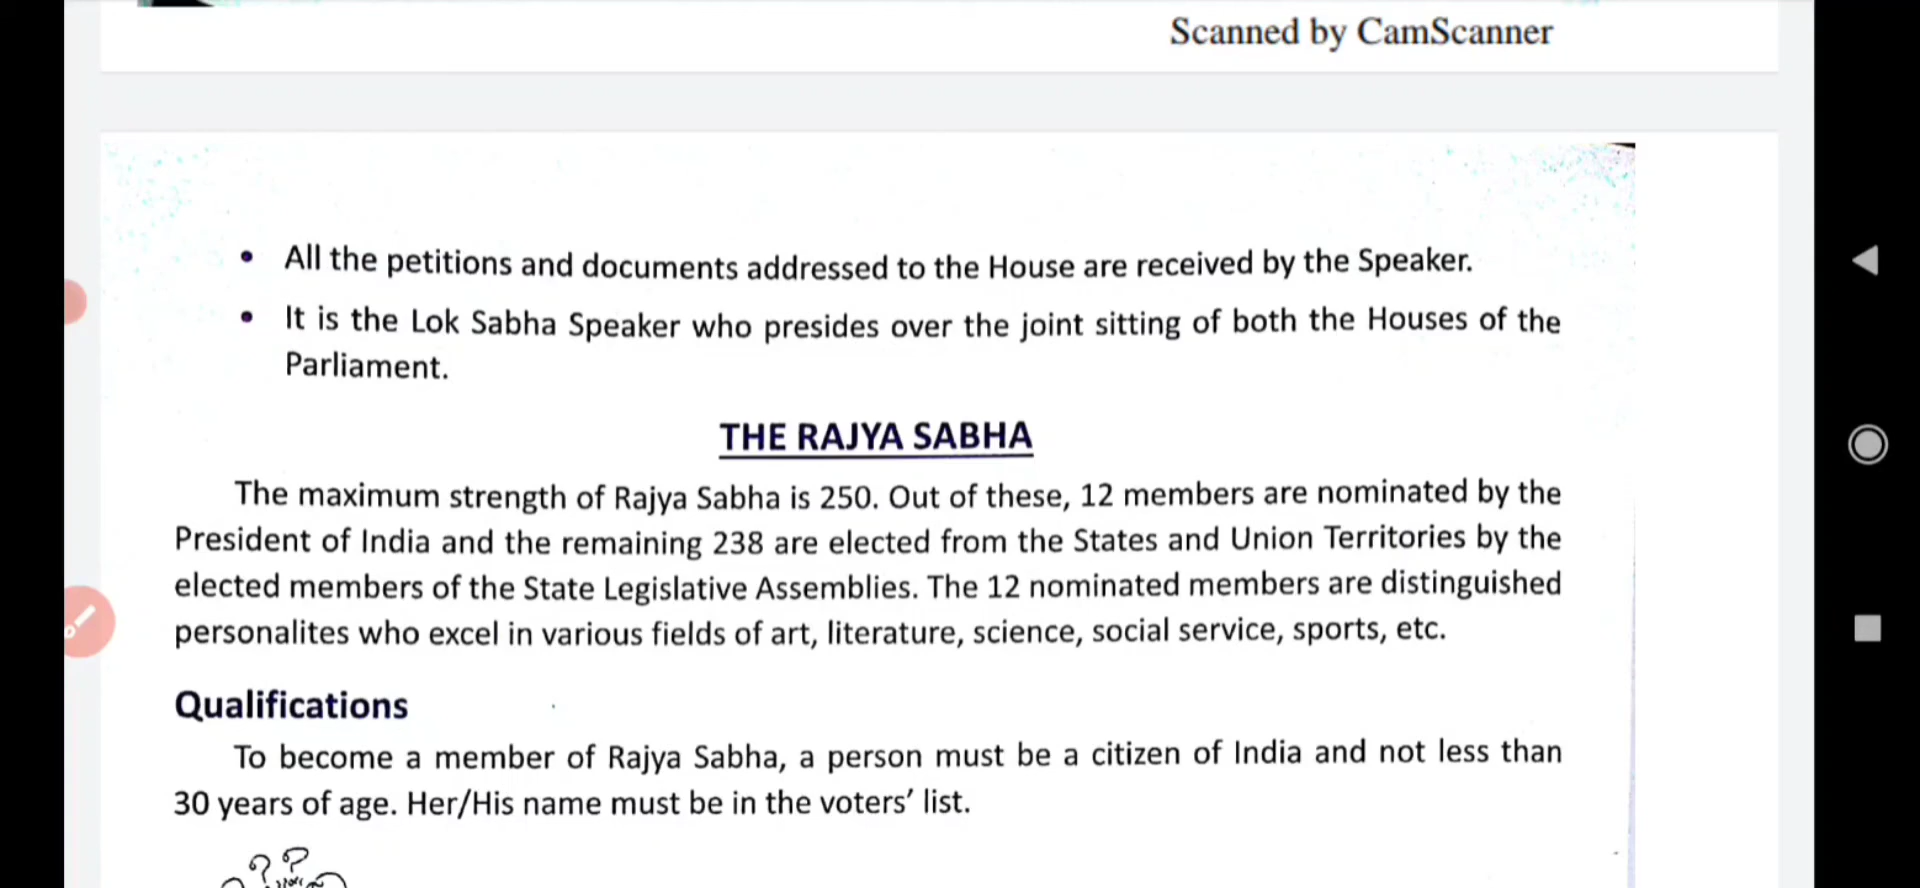 Scanned by CamScanner
• All the petitions and documents addressed to the House are received by the Speaker.
• It is the Lok Sabha Speaker who presides over the joint sitting of both the Houses of the
Parliament.
THE RAJYA SABHA
The maximum strength of Rajya Sabha is 250. Out of these, 12 members are nominated by the
President of India and the remaining 238 are elected from the States and Union Territories by the
elected members of the State Legislative Assemblies. The 12 nominated members are distinguished
personalites who excel in various fields of art, literature, science, social service, sports, etc.
Qualifications
To become a member of Rajya Sabha, a person must be a citizen of India and not less than
30 years of age. Her/His name must be in the voters’ list.
? ?